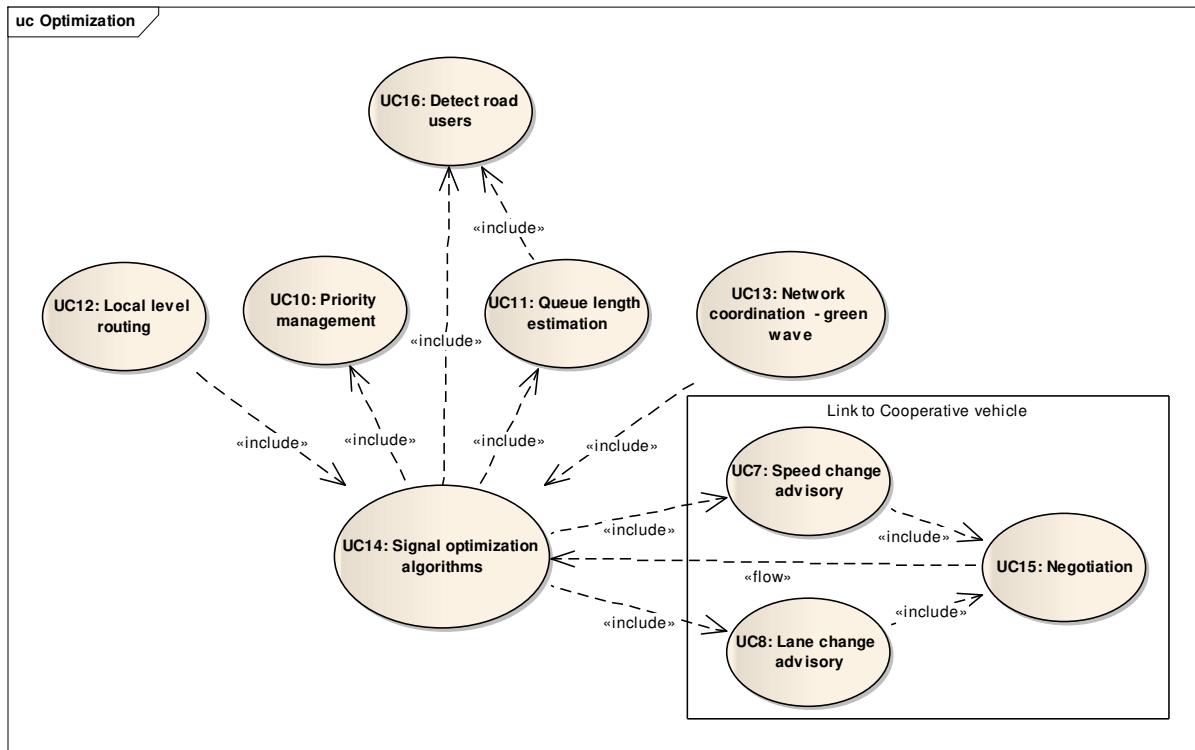 uc Optimization
UC16: Detect road
users
«include»
UC12: Local level
routing
UC10: Priority
management
UC11: Queue length
estimation
UC13: Network
coordination - green
wave
«include»
«include»
«include»
«include»
«include»
Link to Cooperative vehicle
UC7: Speed change
advisory
UC14: Signal optimization
algorithms
«include»
«include»
UC15: Negotiation
«flow»
«include»
«include»
UC8: Lane change
advisory